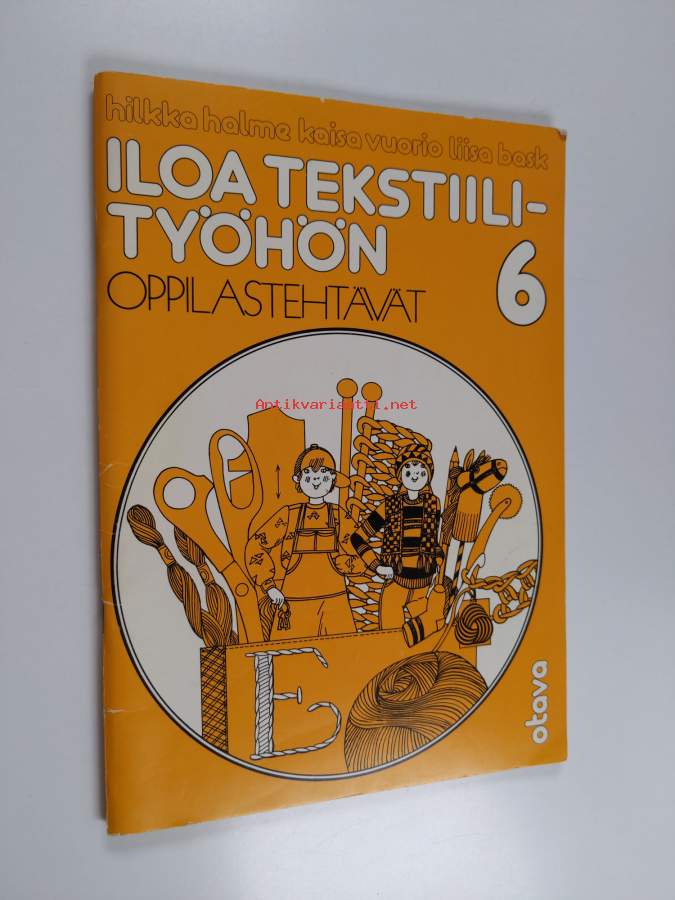 hilkka halme kaisa vuorio liisa bask
ILOA TEKSTIILI-
TYÖHÖN 6
OPPILASTEHTÄVÄT
Antikvariaatti.net
E
otava